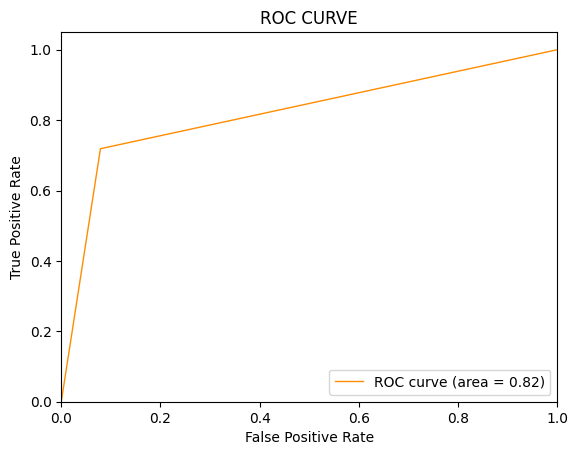 ROC CURVE
1.0
0.8
0.6
0.4
0.2
0.0
True Positive Rate
ROC curve (area = 0.82)
0.0 0.2 0.4 0.6 0.8 1.0
False Positive Rate